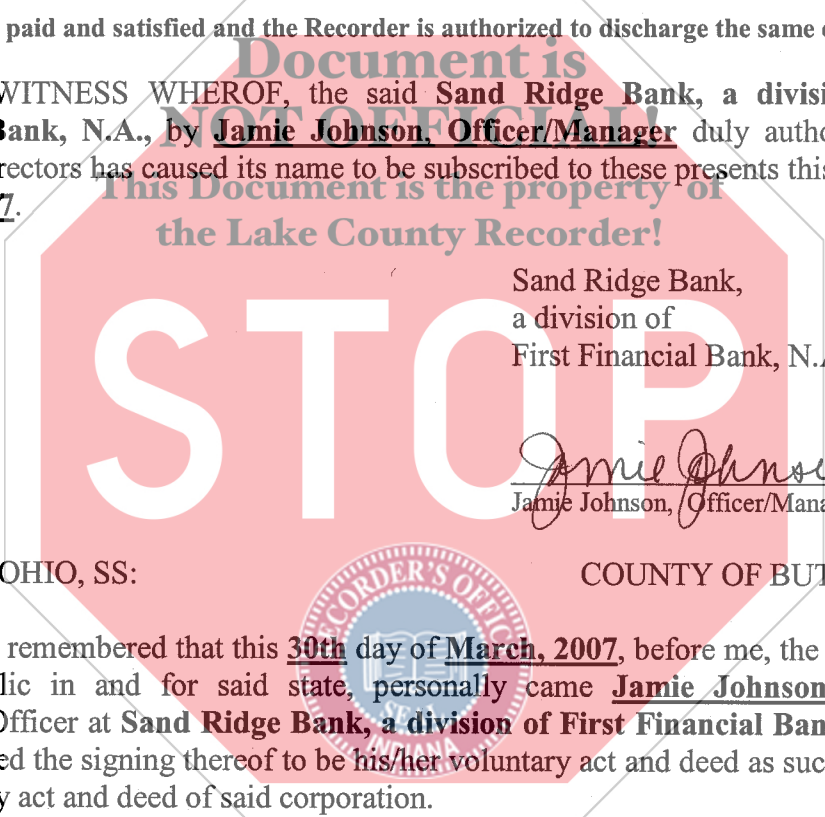 paid and satisfied and the Recorder is authorized to discharge the same
Document is
WITNESS WHEROF, the said Sand Ridge Bank, a divisi
NOT OFFICIAL!
Bank, N.A., by Jamie Johnson, Officer/Manager duly autho
rectors has caused its name to be subscribed to these presents this
This Document is the property of
7.
the Lake County Recorder!
Sand Ridge Bank,
a division of
First Financial Bank, N.A
STOP
Jamie Johnso
Jamie Johnson, Officer/Mana
OHIO, SS: COUNTY OF BUT
RECORDER'S OFFICE
remembered that this 30th day of March, 2007, before me, the
lic in and for said state, personally came Jamie Johnson
Officer at Sand Ridge Bank, a division of First Financial Ban
SEAL
INDIANA
ed the signing thereof to be his/her voluntary act and deed as suc
y act and deed of said corporation.